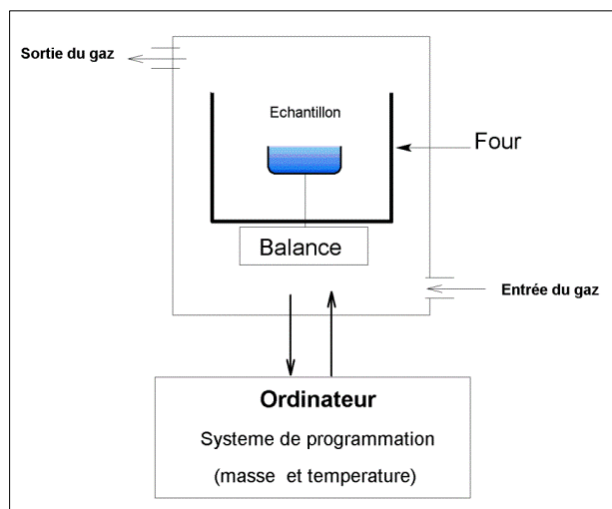 Sortie du gaz
Echantillon
Four
Balance
Entrée du gaz
Ordinateur
Systeme de programmation
(masse et temperature)